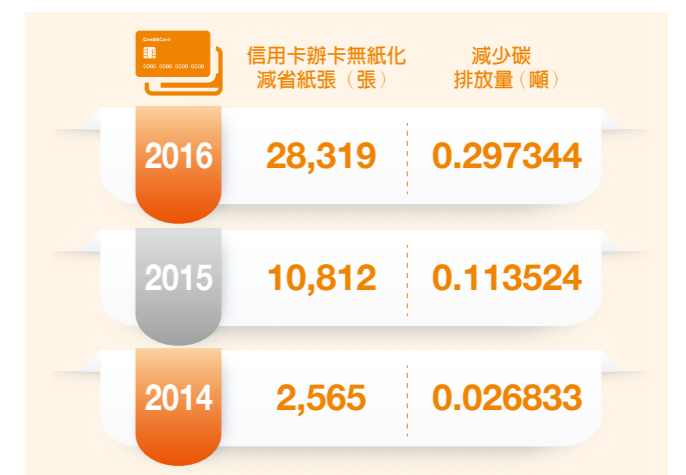 CreditCard
0000 0000 0000 0000
信用卡辦卡無紙化
減省紙張（張）
減少碳
排放量（噸）
2016 28,319 0.297344
2015 10,812 0.113524
2014 2,565 0.026833